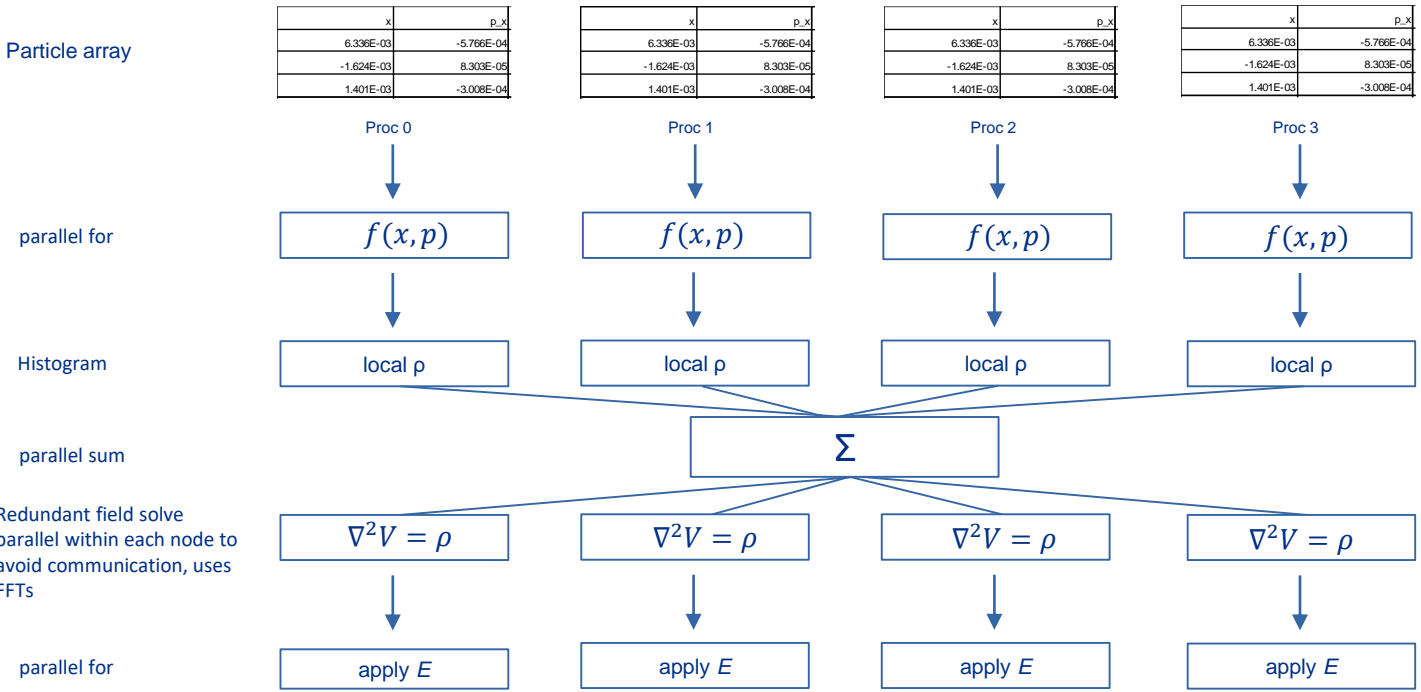 x p_x x p_x x p_x x p_x
Particle array 6.336E-03 -5.766E-04 6.336E-03 -5.766E-04 6.336E-03 -5.766E-04 6.336E-03 -5.766E-04
-1.624E-03 8.303E-05 -1.624E-03 8.303E-05 -1.624E-03 8.303E-05 -1.624E-03 8.303E-05
1.401E-03 -3.008E-04 1.401E-03 -3.008E-04 1.401E-03 -3.008E-04 1.401E-03 -3.008E-04
Proc 0 Proc 1 Proc 2 Proc 3
parallel for f(x, p) f(x, p) f(x, p) f(x, p)
Histogram local ρ local ρ local ρ local ρ
parallel sum Σ
Redundant field solve
parallel within each node to
avoid communication, uses
FFTs
∇²V = ρ ∇²V = ρ ∇²V = ρ ∇²V = ρ
parallel for apply E apply E apply E apply E